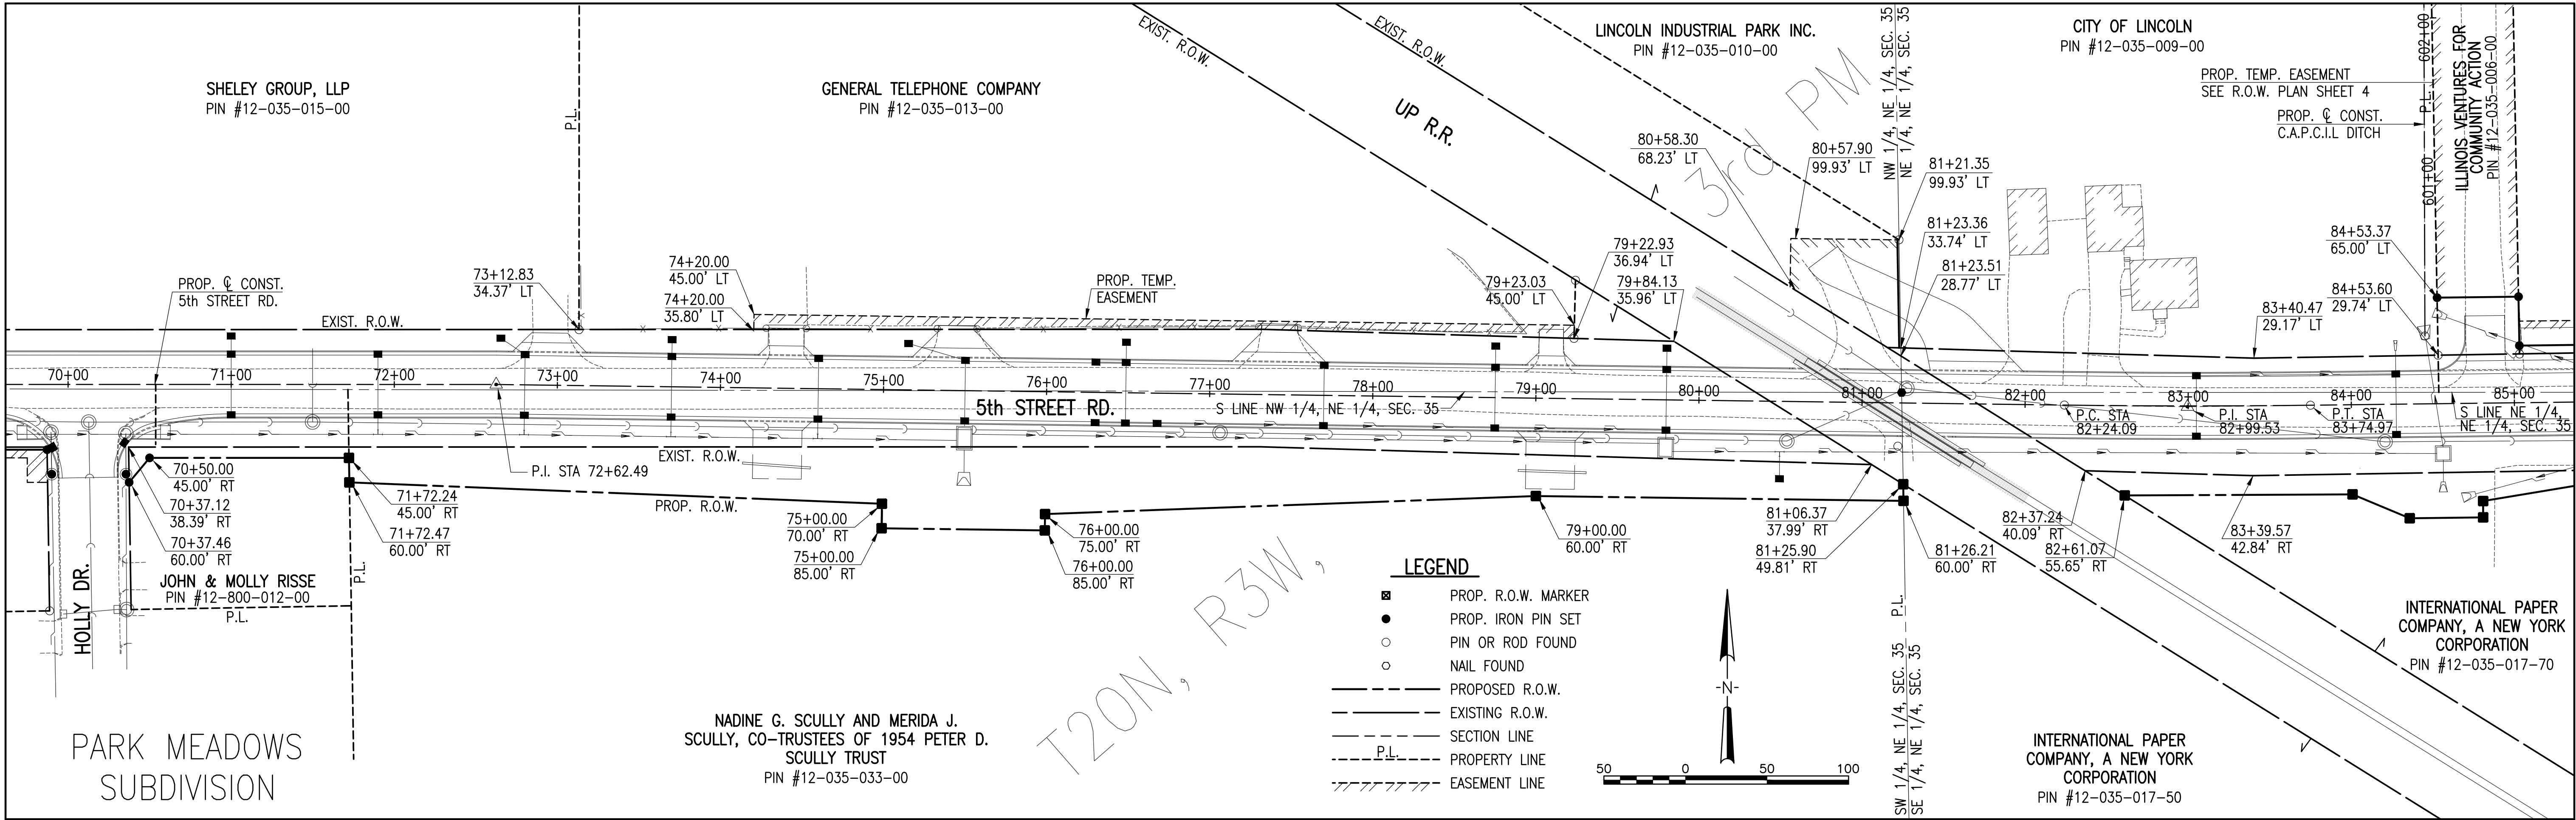 SHELEY GROUP, LLP
PIN #12-035-015-00
GENERAL TELEPHONE COMPANY
PIN #12-035-013-00
LINCOLN INDUSTRIAL PARK INC.
PIN #12-035-010-00
CITY OF LINCOLN
PIN #12-035-009-00
ILLINOIS VENTURES FOR
COMMUNITY ACTION
PIN #12-035-006-00
EXIST. R.O.W.
EXIST. R.O.W.
UP R.R.
3rd PM
NW 1/4, NE 1/4, SEC. 35
NE 1/4, NE 1/4, SEC. 35
PROP. TEMP. EASEMENT
SEE R.O.W. PLAN SHEET 4
PROP. ℄ CONST.
C.A.P.C.I.L DITCH
P.L.
602+00
601+00
P.L.
80+58.30
68.23' LT
80+57.90
99.93' LT
81+21.35
99.93' LT
81+23.36
33.74' LT
81+23.51
28.77' LT
84+53.37
65.00' LT
84+53.60
29.74' LT
83+40.47
29.17' LT
PROP. ℄ CONST.
5th STREET RD.
73+12.83
34.37' LT
74+20.00
45.00' LT
74+20.00
35.80' LT
PROP. TEMP.
EASEMENT
79+23.03
45.00' LT
79+22.93
36.94' LT
79+84.13
35.96' LT
EXIST. R.O.W.
70+00
71+00
72+00
73+00
74+00
75+00
76+00
77+00
78+00
79+00
80+00
81+00
82+00
83+00
84+00
85+00
5th STREET RD.
S LINE NW 1/4, NE 1/4, SEC. 35
P.C. STA
82+24.09
P.I. STA
82+99.53
P.T. STA
83+74.97
S LINE NE 1/4,
NE 1/4, SEC. 35
EXIST. R.O.W.
P.I. STA 72+62.49
PROP. R.O.W.
70+50.00
45.00' RT
70+37.12
38.39' RT
70+37.46
60.00' RT
71+72.24
45.00' RT
71+72.47
60.00' RT
75+00.00
70.00' RT
75+00.00
85.00' RT
76+00.00
75.00' RT
76+00.00
85.00' RT
79+00.00
60.00' RT
81+06.37
37.99' RT
81+25.90
49.81' RT
81+26.21
60.00' RT
82+37.24
40.09' RT
82+61.07
55.65' RT
83+39.57
42.84' RT
HOLLY DR.
JOHN & MOLLY RISSE
PIN #12-800-012-00
P.L.
P.L.
PARK MEADOWS
SUBDIVISION
NADINE G. SCULLY AND MERIDA J.
SCULLY, CO-TRUSTEES OF 1954 PETER D.
SCULLY TRUST
PIN #12-035-033-00
T20N, R3W,
LEGEND
PROP. R.O.W. MARKER
PROP. IRON PIN SET
PIN OR ROD FOUND
NAIL FOUND
PROPOSED R.O.W.
EXISTING R.O.W.
SECTION LINE
P.L. PROPERTY LINE
EASEMENT LINE
-N-
50 0 50 100
P.L.
SW 1/4, NE 1/4, SEC. 35
SE 1/4, NE 1/4, SEC. 35
INTERNATIONAL PAPER
COMPANY, A NEW YORK
CORPORATION
PIN #12-035-017-50
INTERNATIONAL PAPER
COMPANY, A NEW YORK
CORPORATION
PIN #12-035-017-70